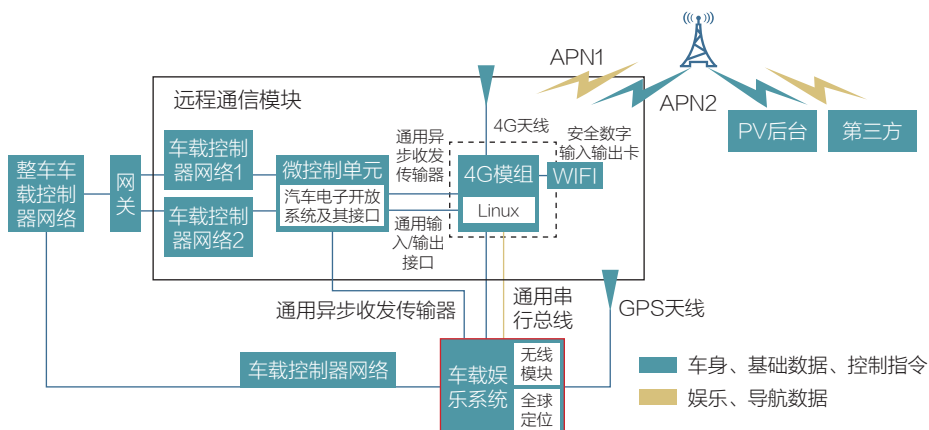 APN1
APN2
远程通信模块
PV后台
第三方
4G天线
通用异
步收发
传输器
安全数字
输入输出卡
车载控制
器网络1
微控制单元
汽车电子开放
系统及其接口
4G模组
Linux
WIFI
整车车
载控制
器网络
网
关
车载控制
器网络2
通用输
入/输出
接口
通用异步收发传输器
通用串
行总线
GPS天线
车载控制器网络
车载娱
乐系统
无线
模块
全球
定位
车身、基础数据、控制指令
娱乐、导航数据